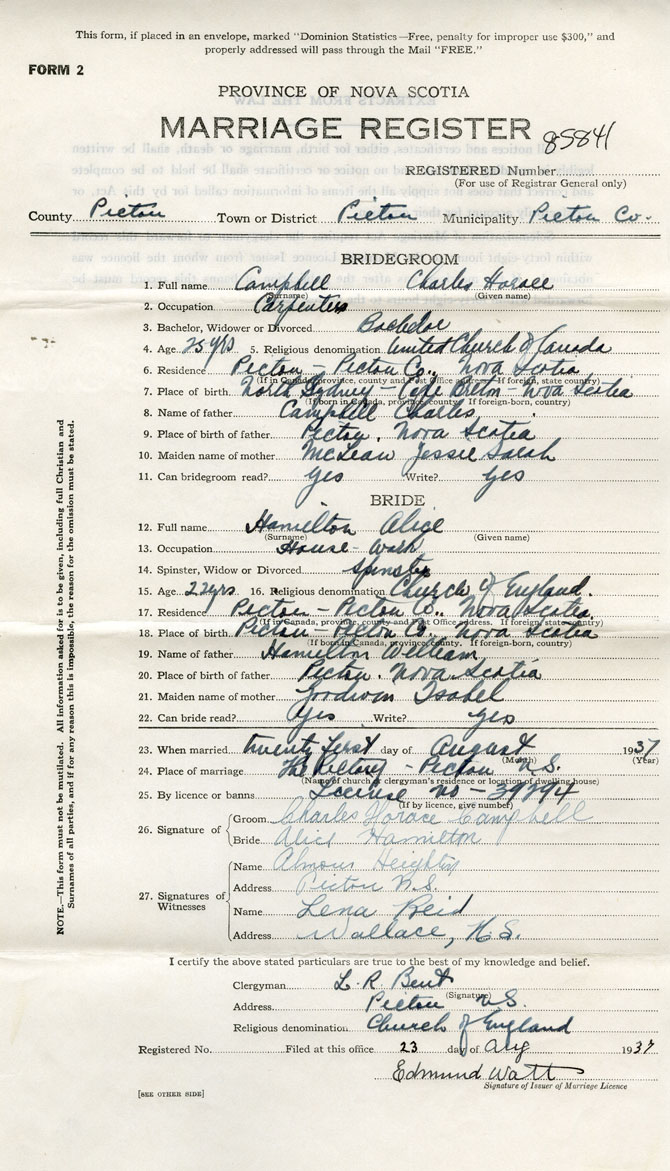 This form, if placed in an envelope, marked "Dominion Statistics—Free, penalty for improper use $300," and
properly addressed will pass through the Mail "FREE."
FORM 2
PROVINCE OF NOVA SCOTIA
MARRIAGE REGISTER 85841
REGISTERED Number
(For use of Registrar General only)
County Pictou Town or District Pictou Municipality Pictou Co.
BRIDEGROOM
1. Full name Campbell Charles Horace
(Surname) (Given name)
2. Occupation Carpenter
3. Bachelor, Widower or Divorced Bachelor
4. Age 25 yrs 5. Religious denomination United Church of Canada
6. Residence Pictou - Pictou Co., Nova Scotia
(If in Canada, province, county and Post Office address. If foreign, state country)
7. Place of birth North Sydney - Cape Breton - Nova Scotia
(If born in Canada, province, county. If foreign-born, country)
8. Name of father Campbell Charles
9. Place of birth of father Pictou, Nova Scotia
10. Maiden name of mother McLean Jessie Sarah
11. Can bridegroom read? Yes Write? Yes
BRIDE
12. Full name Hamilton Alice
(Surname) (Given name)
13. Occupation House-Work
14. Spinster, Widow or Divorced Spinster
15. Age 22 yrs 16. Religious denomination Church of England.
17. Residence Pictou - Pictou Co., Nova Scotia
(If in Canada, province, county and Post Office address. If foreign state country)
18. Place of birth Pictou - Pictou Co., Nova Scotia
(If born in Canada, province, county. If foreign-born, country)
19. Name of father Hamilton William
20. Place of birth of father Pictou, Nova Scotia
21. Maiden name of mother Goodwin Isabel
22. Can bride read? Yes Write? Yes
23. When married twenty first day of August 1937
(Month) (Year)
24. Place of marriage The Rectory - Pictou N.S.
(Name of church or clergyman's residence or location of dwelling house)
25. By licence or banns License no - 39294
(If by licence, give number)
26. Signature of
Groom Charles Horace Campbell
Bride Alice Hamilton
27. Signatures of Witnesses
Name Heighty
Address Pictou N.S.
Name Lena Reid
Address Wallace, N.S.
I certify the above stated particulars are true to the best of my knowledge and belief.
Clergyman L. R. Bent
(Signature)
Address Pictou N.S.
Religious denomination Church of England
Registered No. Filed at this office 23 day of Aug 1937
Edmund Watt
Signature of Issuer of Marriage Licence
[SEE OTHER SIDE]
NOTE.—This form must not be mutilated. All information asked for is to be given, including full Christian and
Surnames of all parties, and if for any reason this is impossible, the reason for the omission must be stated.